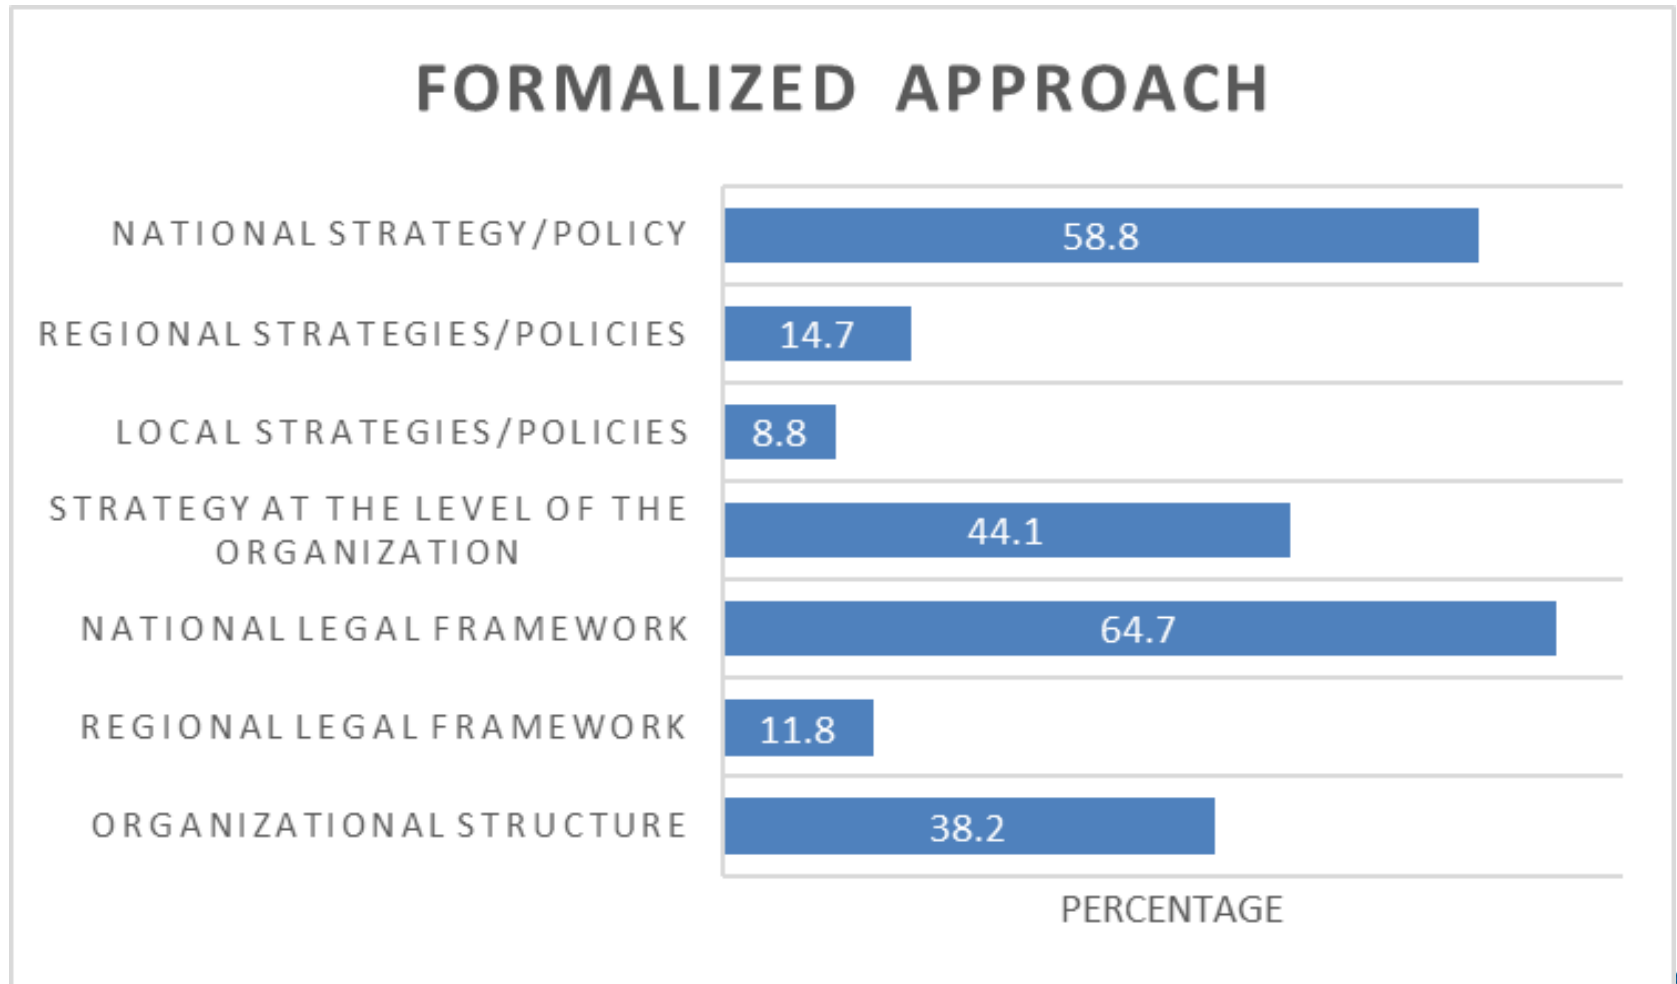 FORMALIZED APPROACH
NATIONAL STRATEGY/POLICY
58.8
REGIONAL STRATEGIES/POLICIES
14.7
LOCAL STRATEGIES/POLICIES
8.8
STRATEGY AT THE LEVEL OF THE
ORGANIZATION
44.1
NATIONAL LEGAL FRAMEWORK
64.7
REGIONAL LEGAL FRAMEWORK
11.8
ORGANIZATIONAL STRUCTURE
38.2
PERCENTAGE